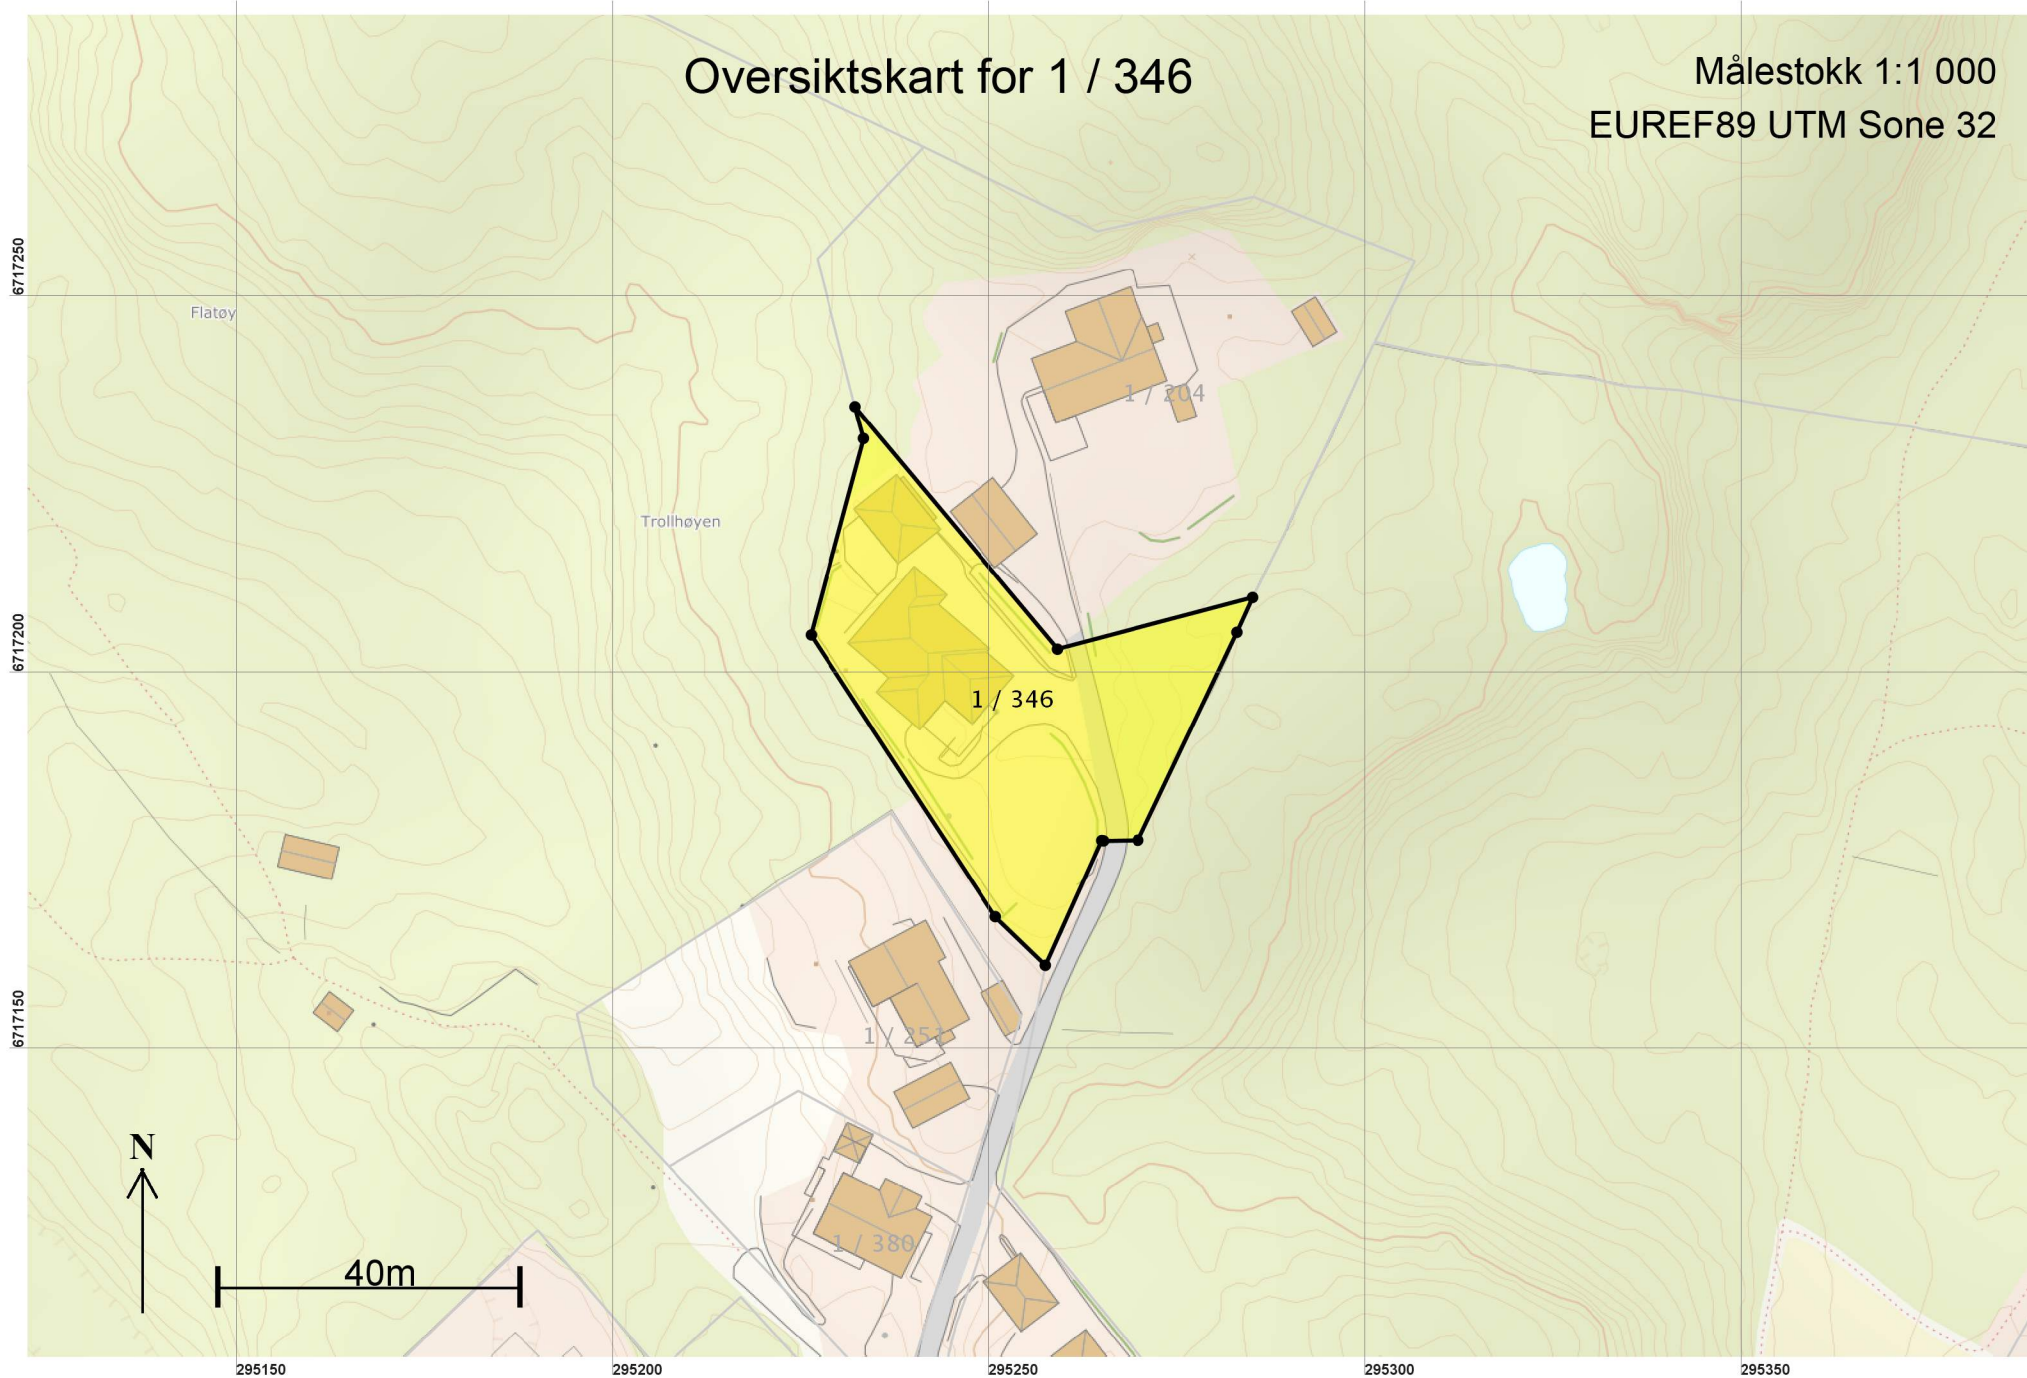 Oversiktskart for 1 / 346
Målestokk 1:1 000
EUREF89 UTM Sone 32
6717250
Flatøy
1 / 204
Trollhøyen
6717200
1 / 346
6717150
1 / 251
N
1 / 380
40m
295150
295200
295250
295300
295350